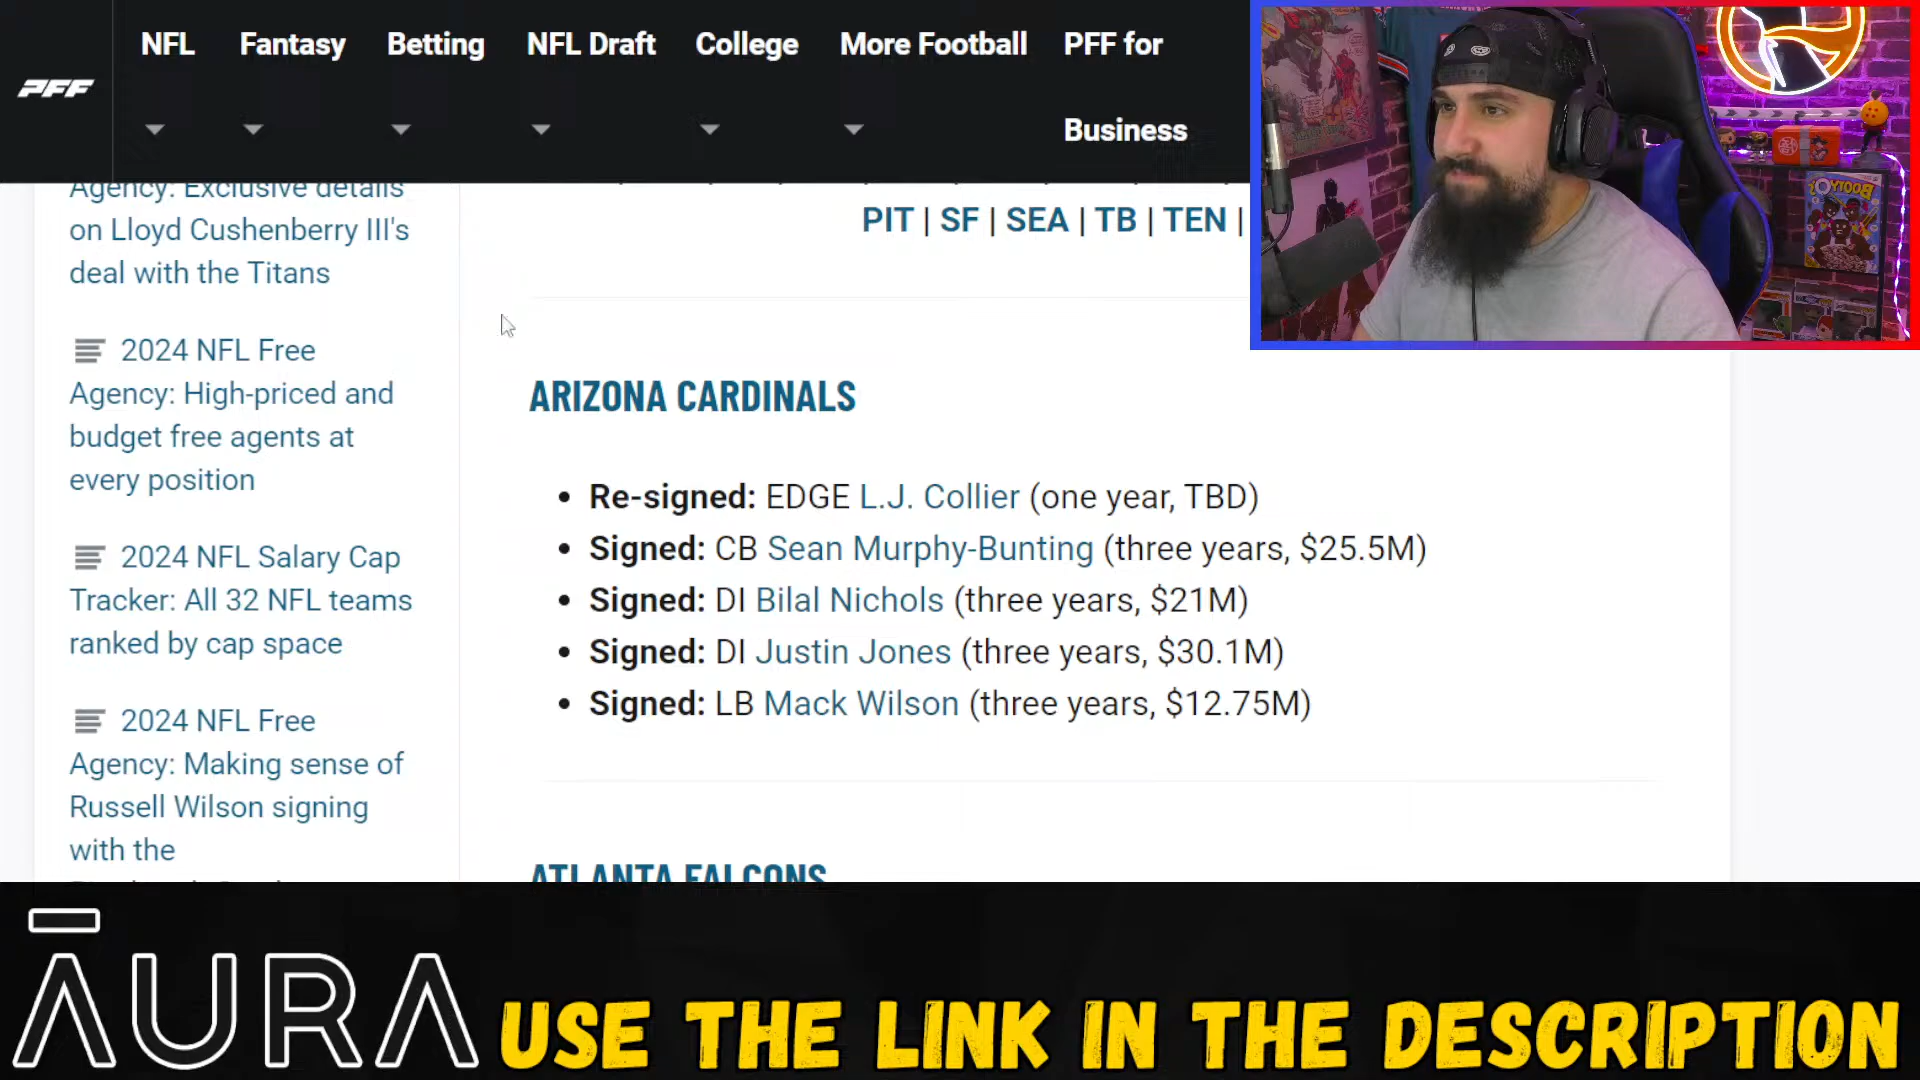 NFL Fantasy Betting NFL Draft College More Football PFF for
Business
PFF
Agency: Exclusive details
on Lloyd Cushenberry III's
deal with the Titans
2024 NFL Free
Agency: High-priced and
budget free agents at
every position
2024 NFL Salary Cap
Tracker: All 32 NFL teams
ranked by cap space
2024 NFL Free
Agency: Making sense of
Russell Wilson signing
with the
PIT | SF | SEA | TB | TEN |
ARIZONA CARDINALS
• Re-signed: EDGE L.J. Collier (one year, TBD)
• Signed: CB Sean Murphy-Bunting (three years, $25.5M)
• Signed: DI Bilal Nichols (three years, $21M)
• Signed: DI Justin Jones (three years, $30.1M)
• Signed: LB Mack Wilson (three years, $12.75M)
ATLANTA FALCONS
BOOTYO'S
ĀURA
USE THE LINK IN THE DESCRIPTION